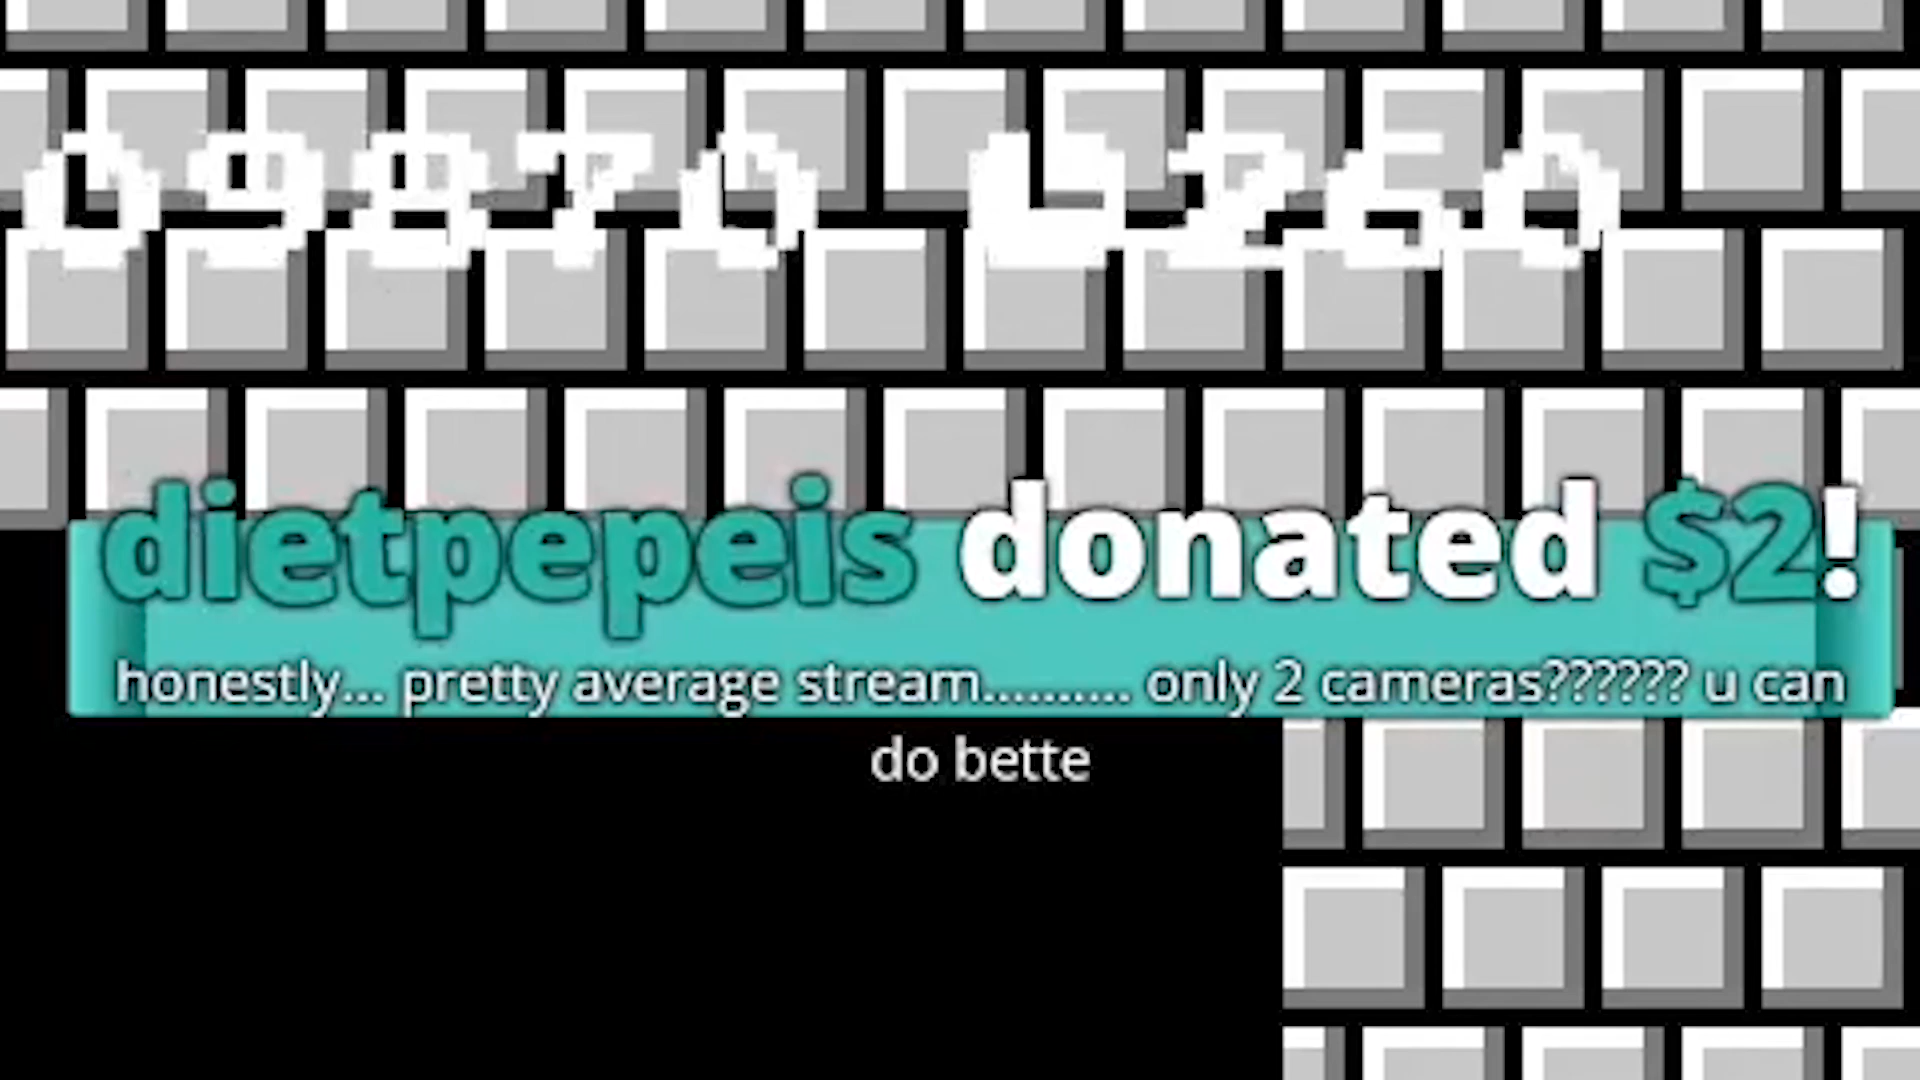 dietpepeis donated $2!
honestly... pretty average stream.......... only 2 cameras?????? u can
do bette